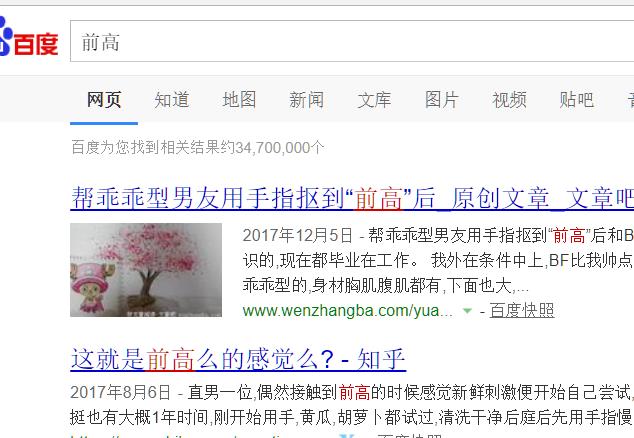 百度 前高
网页 知道 地图 新闻 文库 图片 视频 贴吧
百度为您找到相关结果约34,700,000个
帮乖乖型男友用手指抠到“前高”后_原创文章_文章吧
2017年12月5日 - 帮乖乖型男友用手指抠到“前高”后和B
识的,现在都毕业在工作。 我外在条件中上,BF比我帅点
乖乖型的,身材胸肌腹肌都有,下面也大,...
www.wenzhangba.com/yua... - 百度快照
这就是前高么的感觉么? - 知乎
2017年8月6日 - 直男一位,偶然接触到前高的时候感觉新鲜刺激便开始自己尝试,
挺也有大概1年时间,刚开始用手,黄瓜,胡萝卜都试过,清洗干净后庭后先用手指慢